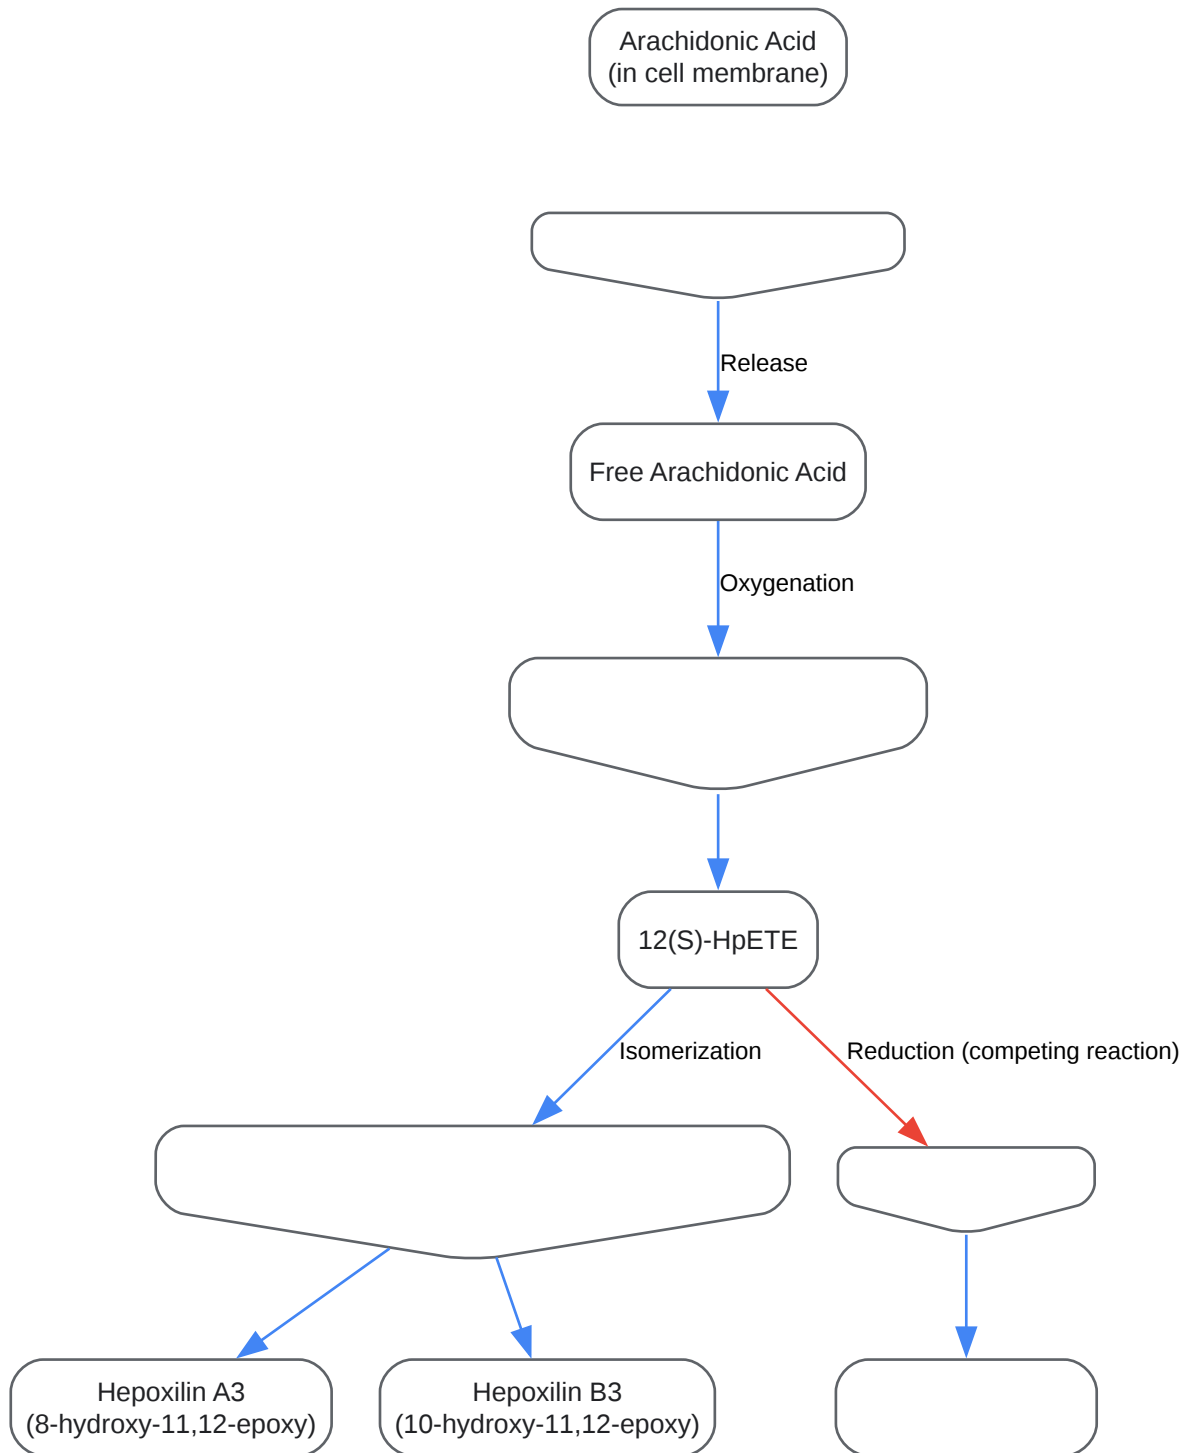 Arachidonic Acid
(in cell membrane)
Release
Free Arachidonic Acid
Oxygenation
12(S)-HpETE
Isomerization
Reduction (competing reaction)
Hepoxilin A3
(8-hydroxy-11,12-epoxy)
Hepoxilin B3
(10-hydroxy-11,12-epoxy)